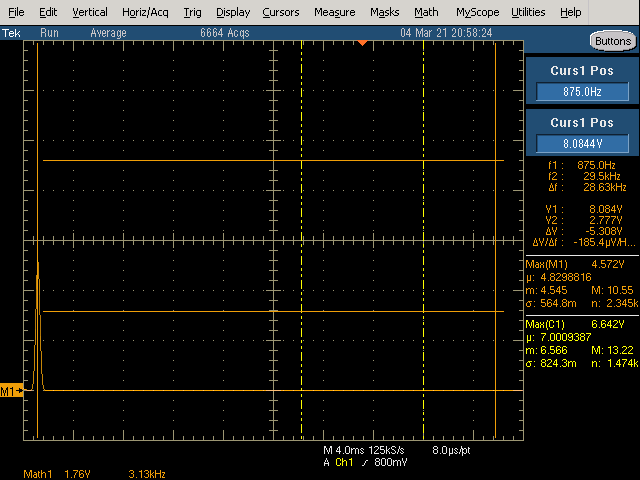 File Edit Vertical Horiz/Acq Trig Display Cursors Measure Masks Math MyScope Utilities Help
Tek Run Average 6664 Acqs 04 Mar 21 20:58:24
Buttons
Curs1 Pos
875.0Hz
Curs1 Pos
8.0844V
f1 : 875.0Hz
f2 : 29.5kHz
Δf : 28.63kHz
V1 : 8.084V
V2 : 2.777V
ΔV : -5.308V
ΔV/Δf : -185.4µV/H...
Max(M1) 4.572V
µ: 4.8298816
m: 4.545 M: 10.55
σ: 564.8m n: 2.345k
Max(C1) 6.642V
µ: 7.0009387
m: 6.566 M: 13.22
σ: 824.3m n: 1.474k
M1
M 4.0ms 125kS/s 8.0µs/pt
A Ch1 / 800mV
Math1 1.76V 3.13kHz